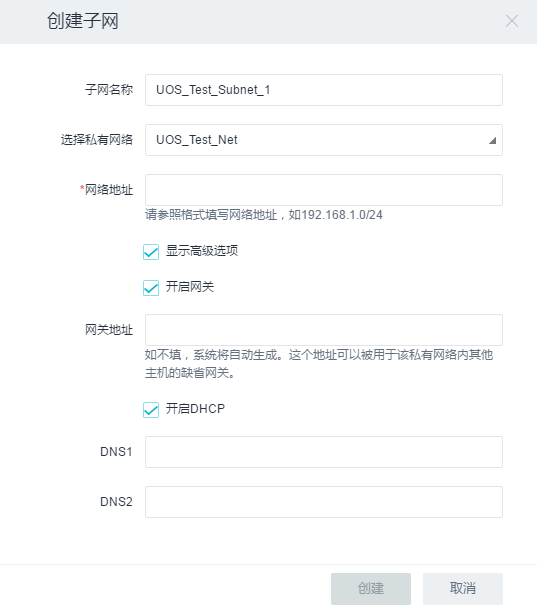 创建子网
子网名称 UOS_Test_Subnet_1
选择私有网络 UOS_Test_Net
*网络地址
请参照格式填写网络地址，如192.168.1.0/24
显示高级选项
开启网关
网关地址
如不填，系统将自动生成。这个地址可以被用于该私有网络内其他
主机的缺省网关。
开启DHCP
DNS1
DNS2
创建 取消